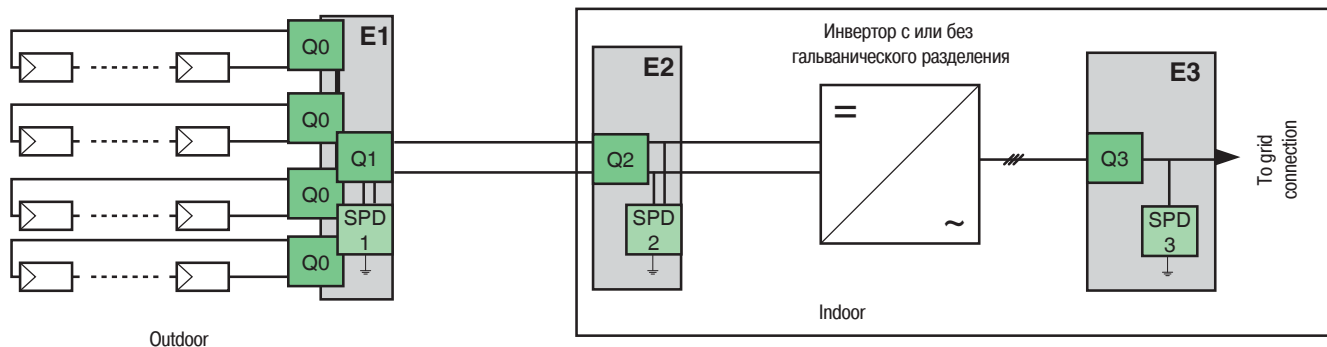 Q0
E1
Q0
Q1
Q0
SPD
1
Q0
Outdoor
E2
Q2
SPD
2
Инвертор с или без
гальванического разделения
=
~
E3
Q3
SPD
3
To grid
connection
Indoor